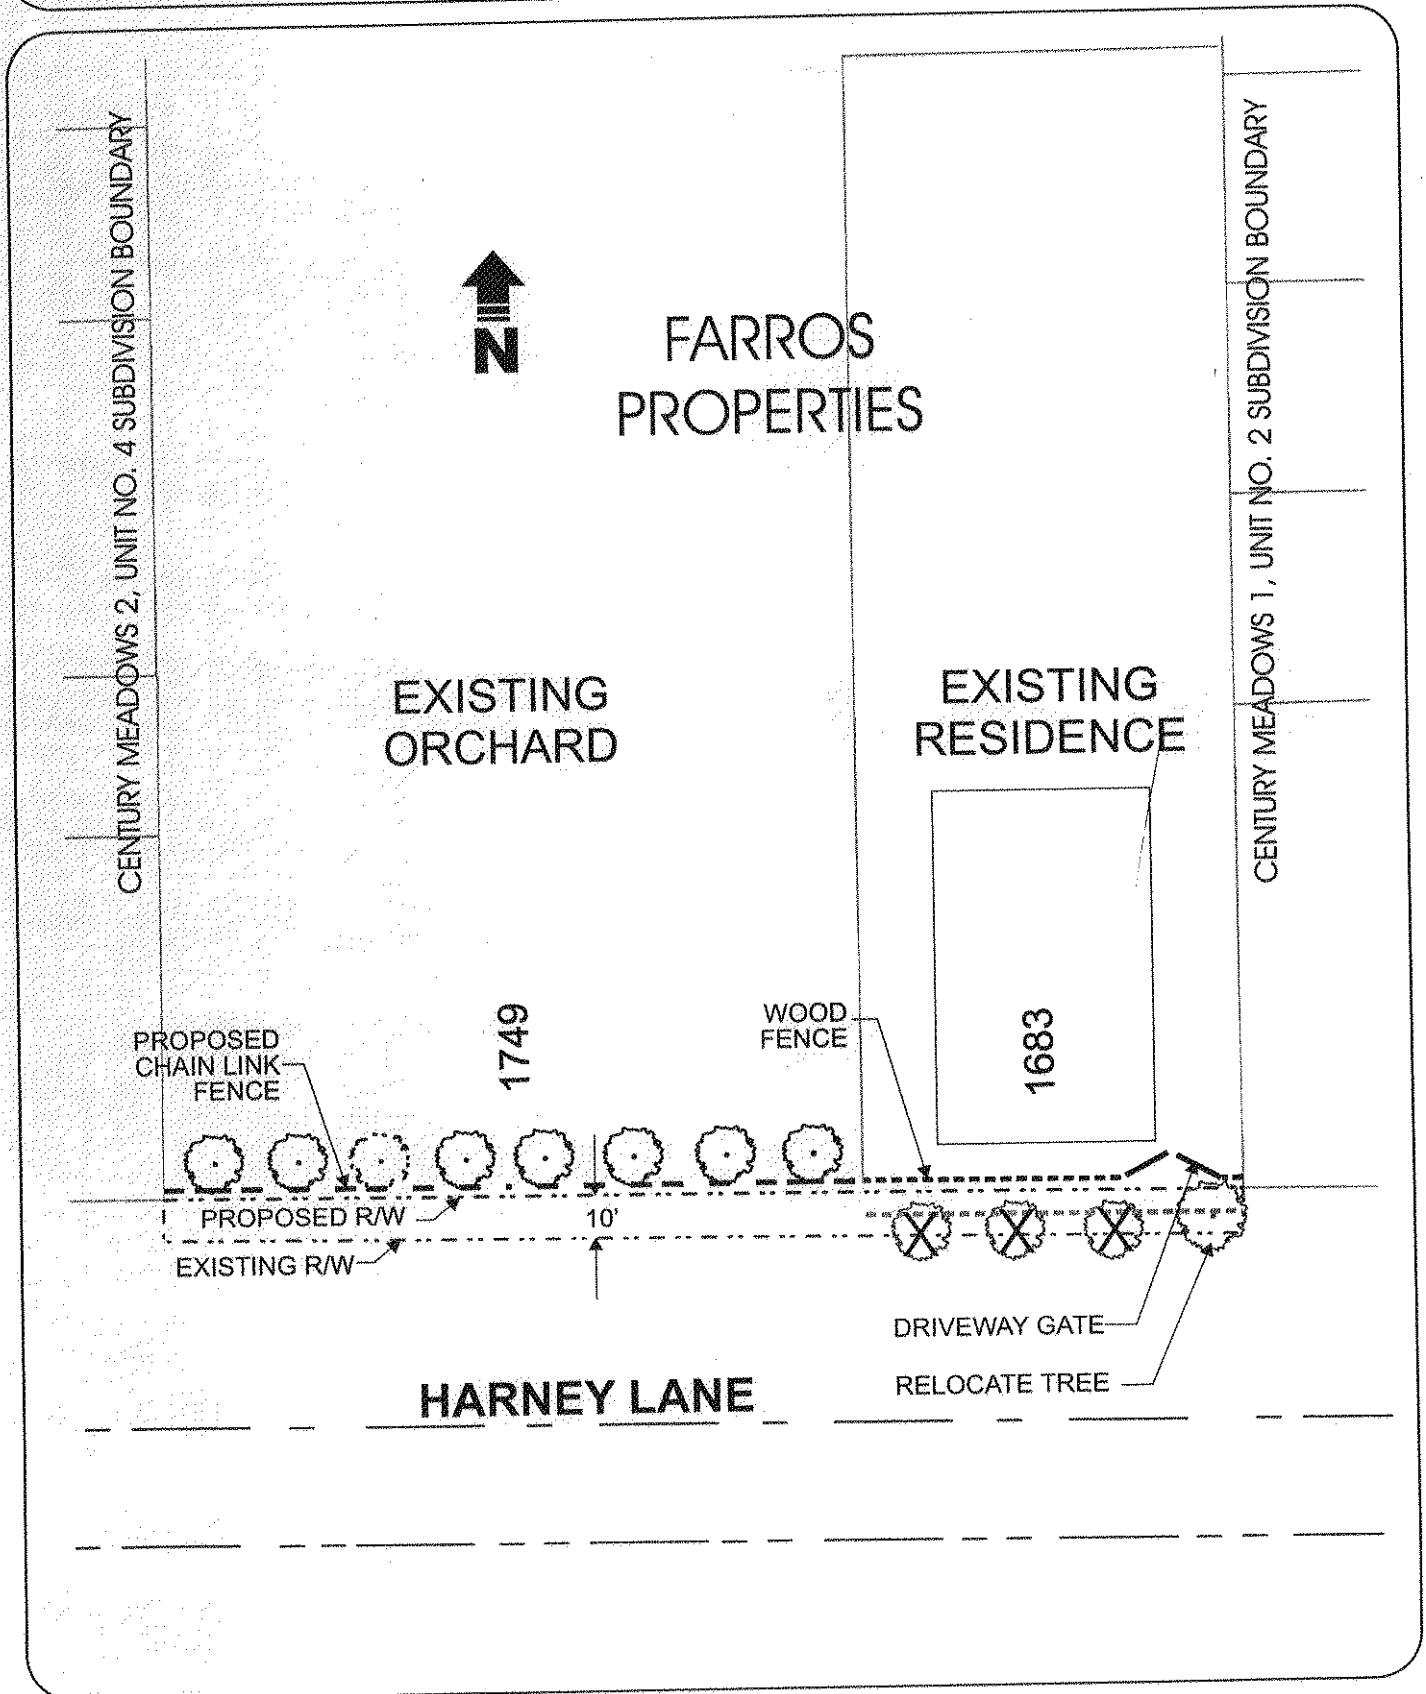 CENTURY MEADOWS 2, UNIT NO. 4 SUBDIVISION BOUNDARY
CENTURY MEADOWS 1, UNIT NO. 2 SUBDIVISION BOUNDARY
N
FARROS
PROPERTIES
EXISTING
ORCHARD
EXISTING
RESIDENCE
PROPOSED
CHAIN LINK
FENCE
1749
WOOD
FENCE
1683
PROPOSED R/W
10'
EXISTING R/W
DRIVEWAY GATE
RELOCATE TREE
HARNEY LANE